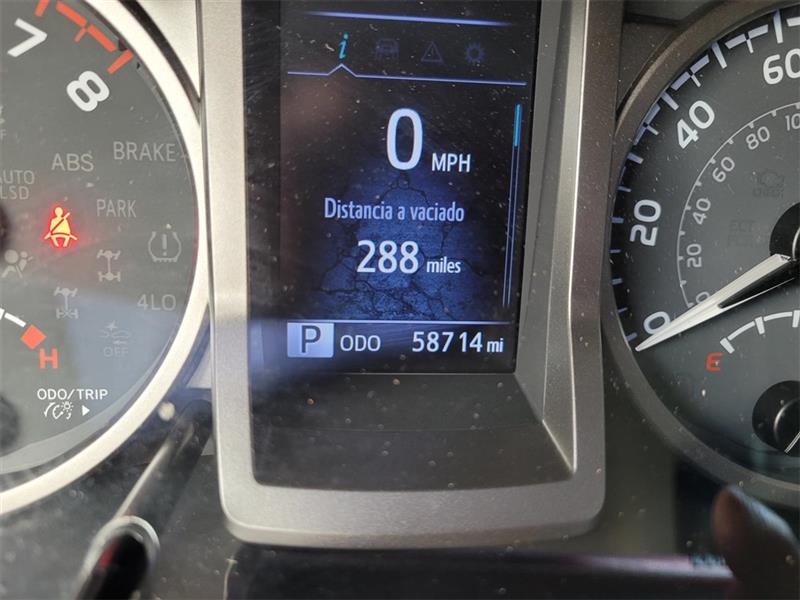 7
8
ABS
BRAKE
AUTO
LSD
PARK
4LO
OFF
H
ODO/TRIP
i
0 MPH
Distancia a vaciado
288 miles
P ODO 58714 mi
60
40
20
0
100
80
60
40
20
E